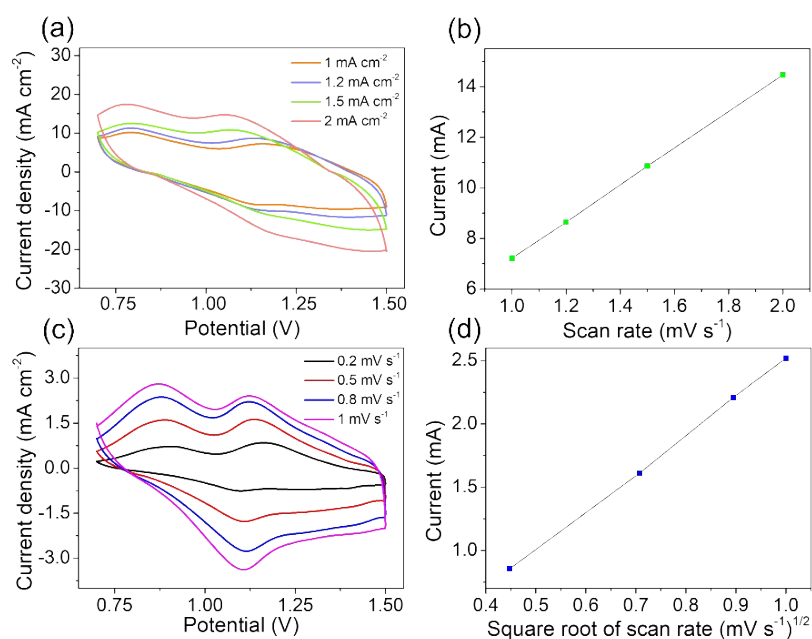 (a)
Current density (mA cm⁻²)
30
20
10
0
-10
-20
-30
1 mA cm⁻²
1.2 mA cm⁻²
1.5 mA cm⁻²
2 mA cm⁻²
0.75
1.00
1.25
1.50
Potential (V)
(b)
Current (mA)
14
12
10
8
6
1.0
1.2
1.4
1.6
1.8
2.0
Scan rate (mV s⁻¹)
(c)
Current density (mA cm⁻²)
3.0
1.5
0.0
-1.5
-3.0
0.2 mV s⁻¹
0.5 mV s⁻¹
0.8 mV s⁻¹
1 mV s⁻¹
0.75
1.00
1.25
1.50
Potential (V)
(d)
Current (mA)
2.5
2.0
1.5
1.0
0.4
0.5
0.6
0.7
0.8
0.9
1.0
Square root of scan rate (mV s⁻¹)¹/²